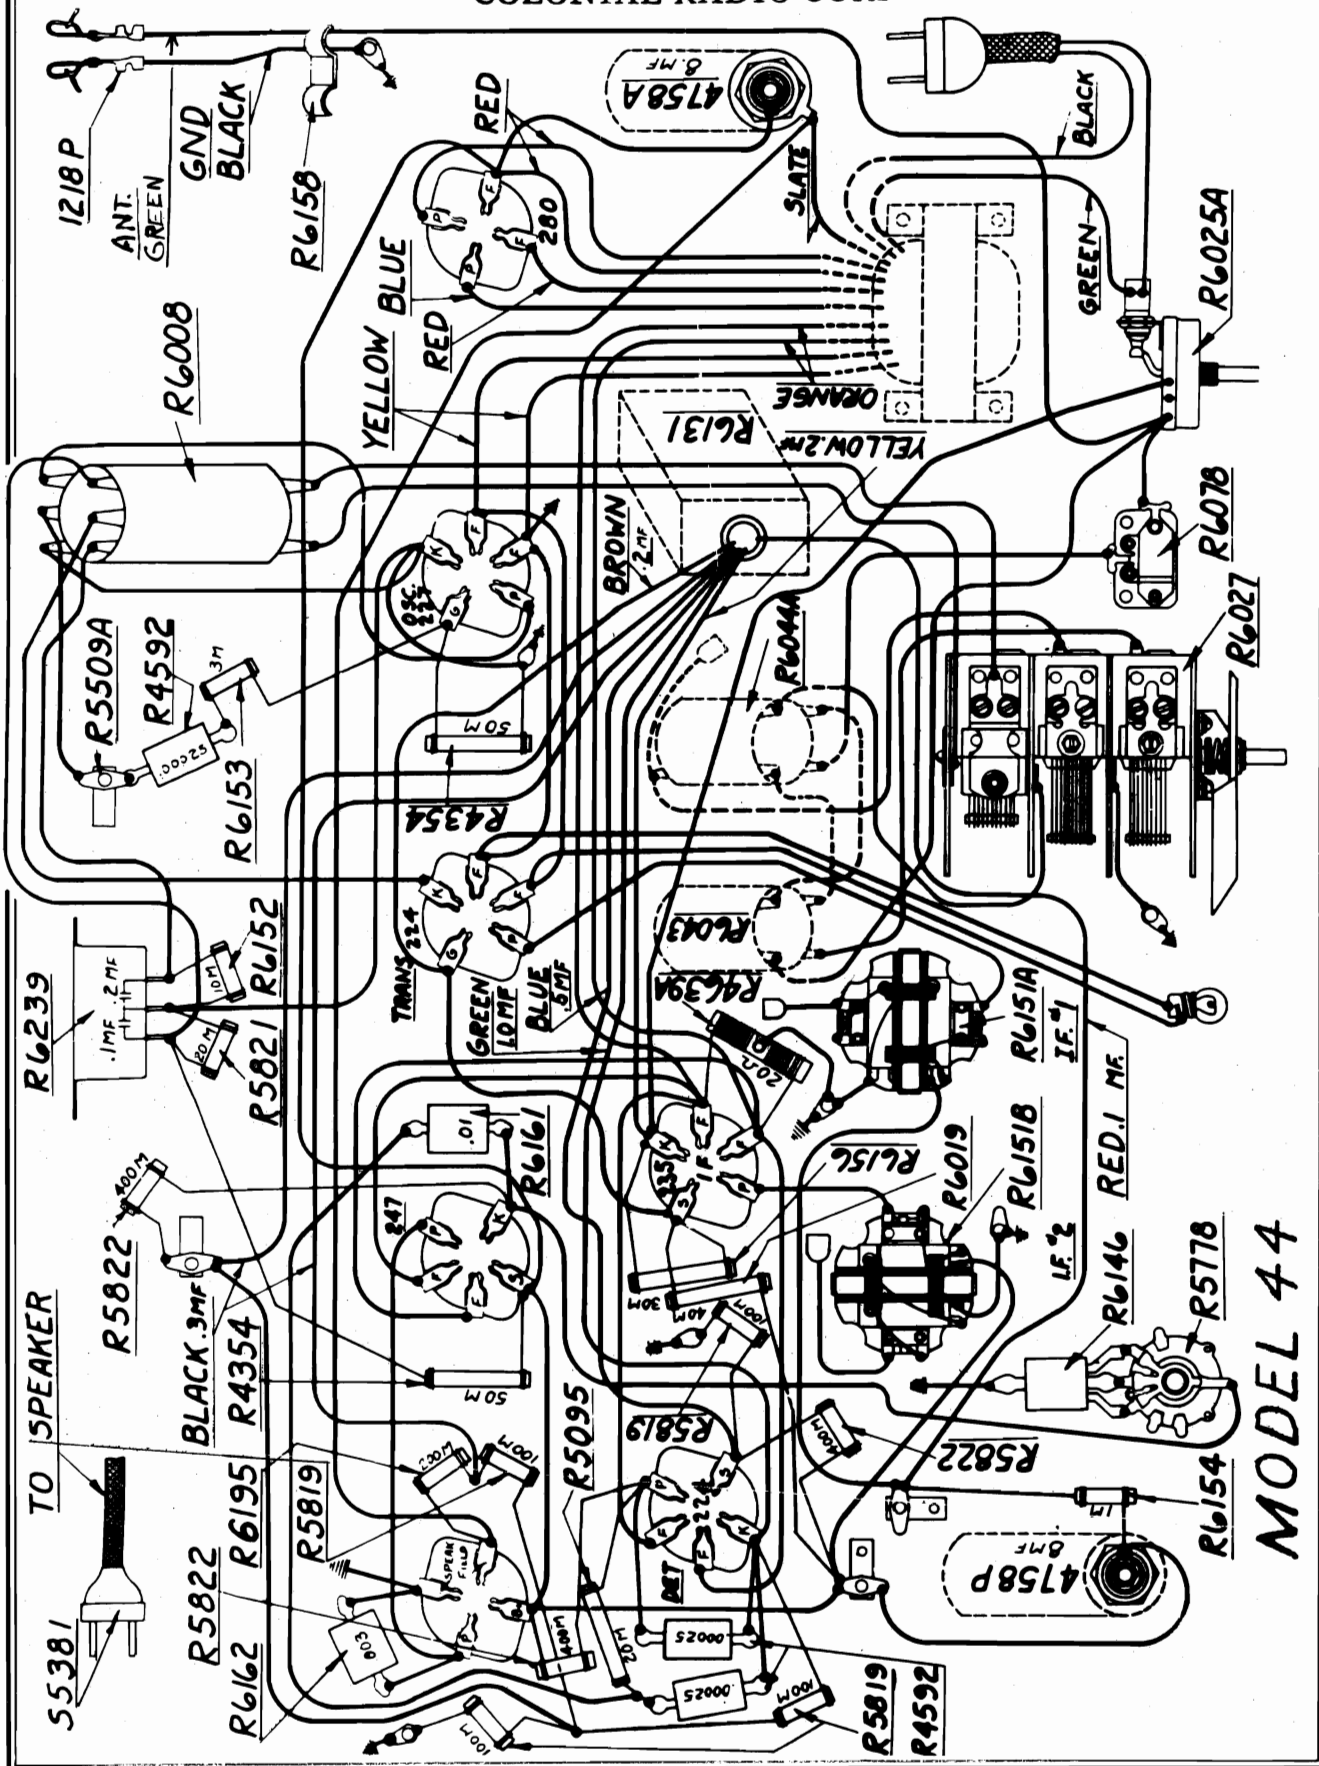 COLONIAL RADIO CORP
1218P
ANT.
GREEN
GND
BLACK
R6158
4758A
8.MF
RED
SLATE
BLACK
280
P
F
P
F
BLUE
RED
YELLOW
ORANGE
GREEN
R6025A
R6008
R6131
YELLOW.2MF
BROWN
.2MF
OSC.
227
K
F
F
P
G
R5509A
R4592
.00025
3M
R6153
50M
R4354
R6044A
R6078
R6027
TRANS.
224
K
F
F
P
G
R6043
R4639A
R6239
.1MF
.2MF
10M
R6152
20M
R5821
GREEN
1.0MF
BLUE
.5MF
20Ω
R6151A
I.F.#1
RED.1 MF.
.01
R6161
235
1F
K
F
F
P
S
R6156
R6019
R6151B
I.F.#2
400M
R5822
247
P
K
F
S
F
BLACK.3MF
R4354
50M
30M
40M
100M
R5819
R6146
R5778
TO SPEAKER
S5381
R6195
R5819
R5822
R6162
200M
100M
R5095
SPEAK
FIELD
P
.003
400M
20M
100M
DET
224
P
S
F
F
K
400M
R5822
.00025
.00025
100M
R5819
R4592
1M
R6154
4758P
8MF
MODEL 44